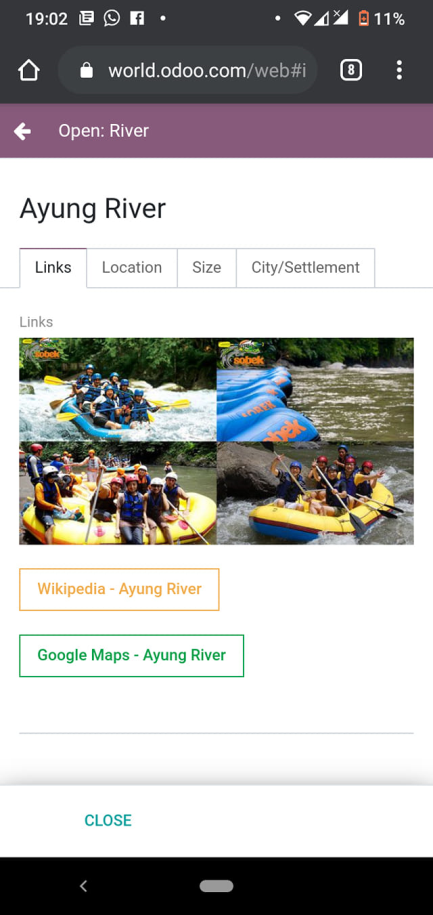 19:02
11%
world.odoo.com/web#i
8
Open: River
Ayung River
Links
Location
Size
City/Settlement
Links
sobek
sobek
sobek
Wikipedia - Ayung River
Google Maps - Ayung River
CLOSE